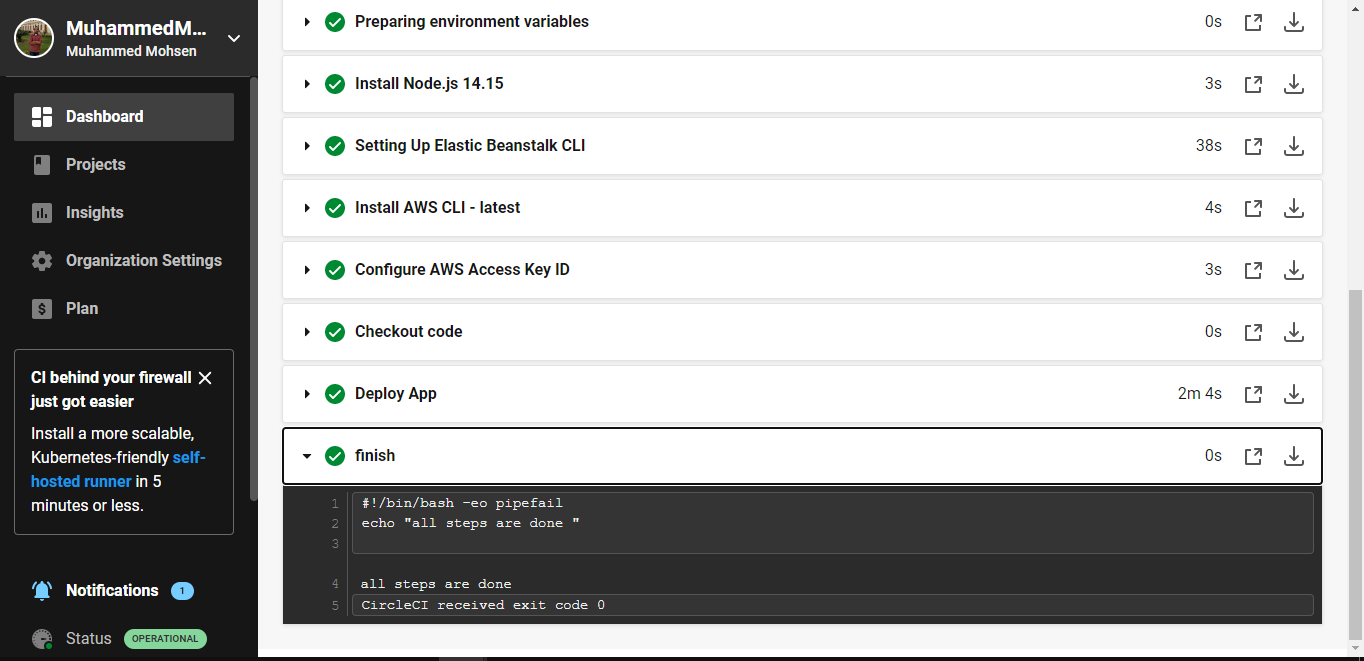 MuhammedM...
Muhammed Mohsen
Dashboard
Projects
Insights
Organization Settings
Plan
CI behind your firewall
just got easier
Install a more scalable,
Kubernetes-friendly self-
hosted runner in 5
minutes or less.
Notifications 1
Status OPERATIONAL
Preparing environment variables 0s
Install Node.js 14.15 3s
Setting Up Elastic Beanstalk CLI 38s
Install AWS CLI - latest 4s
Configure AWS Access Key ID 3s
Checkout code 0s
Deploy App 2m 4s
finish 0s
1 #!/bin/bash -eo pipefail
2 echo "all steps are done "
3
4 all steps are done
5 CircleCI received exit code 0